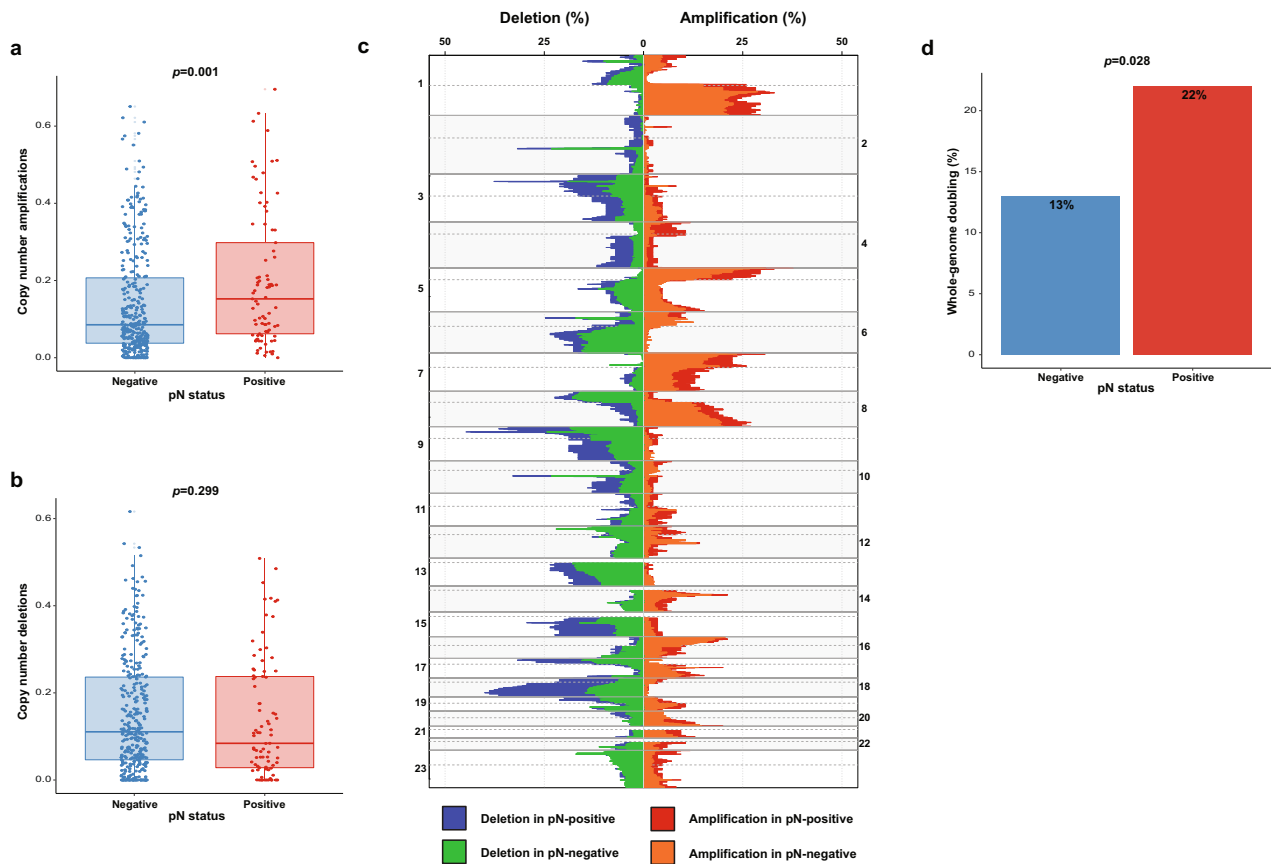 a
p=0.001
Copy number amplifications
0.6
0.4
0.2
0.0
Negative
Positive
pN status
b
p=0.299
Copy number deletions
0.6
0.4
0.2
0.0
Negative
Positive
pN status
c
Deletion (%)
Amplification (%)
50
25
0
25
50
1
2
3
4
5
6
7
8
9
10
11
12
13
14
15
16
17
18
19
20
21
22
23
Deletion in pN-positive
Amplification in pN-positive
Deletion in pN-negative
Amplification in pN-negative
d
p=0.028
Whole-genome doubling (%)
20
15
10
5
0
13%
22%
Negative
Positive
pN status